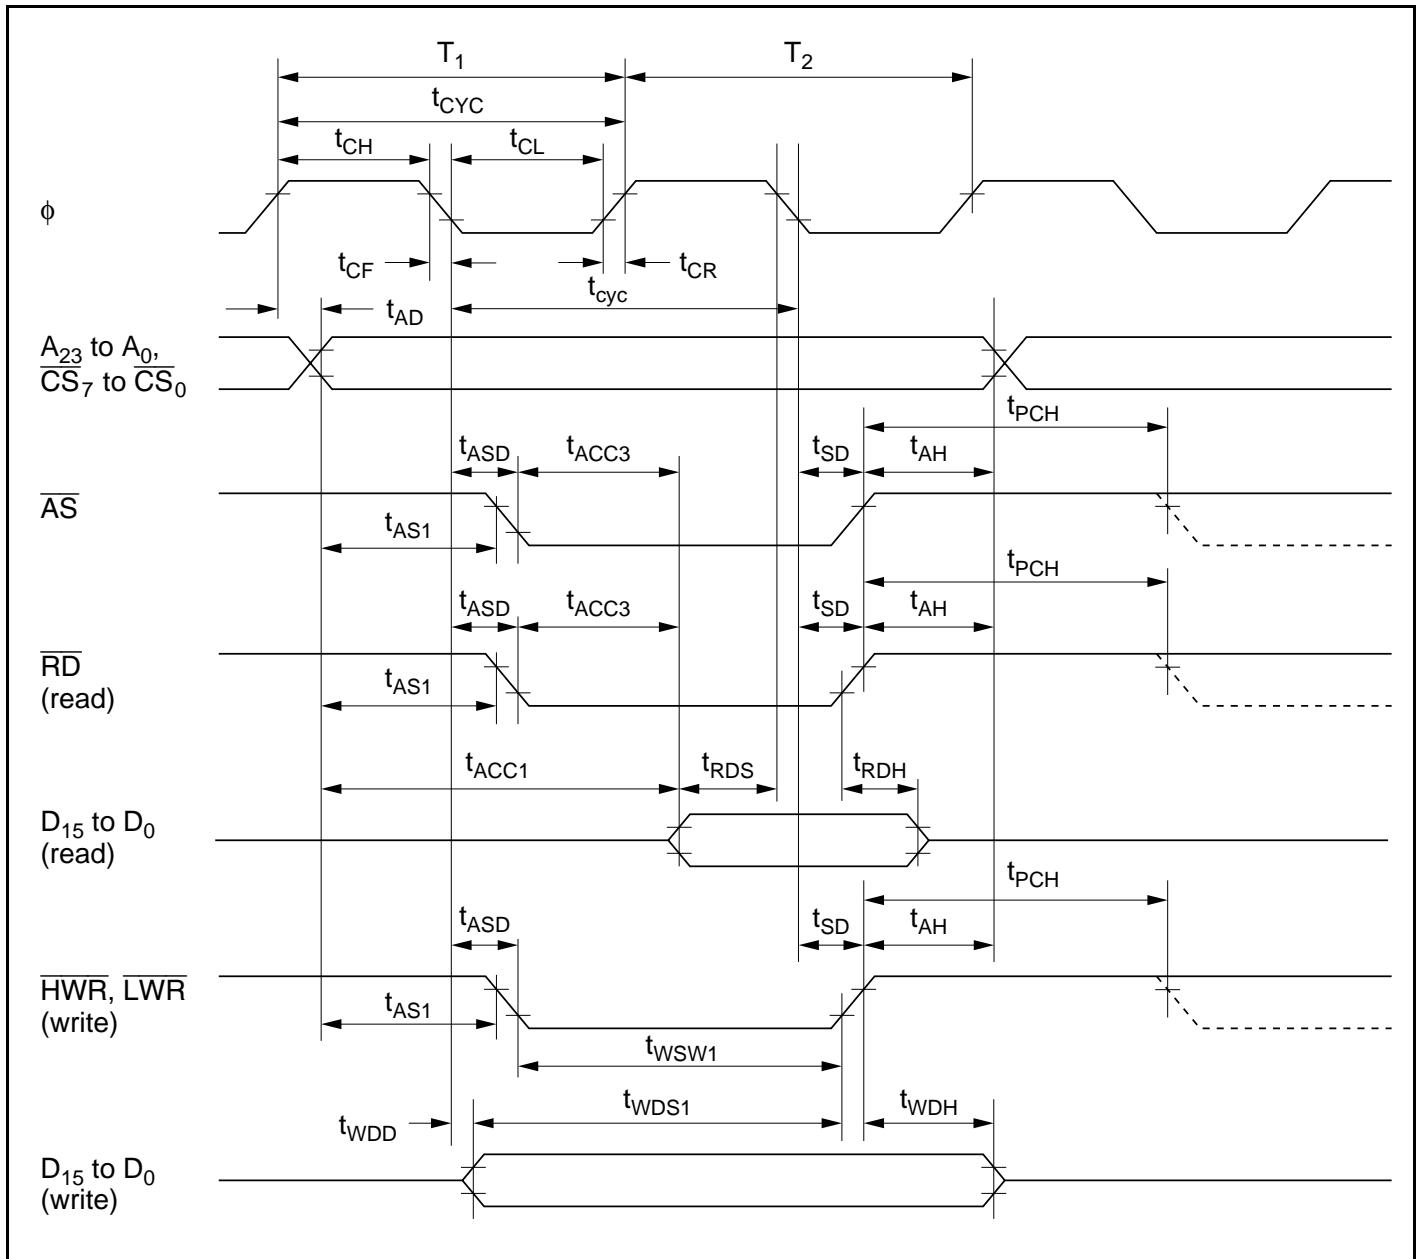 T1 T2
tCYC
tCH tCL
ϕ
tCF tCR
tcyc
tAD
A23 to A0,
CS7 to CS0
tPCH
tASD tACC3 tSD tAH
AS
tAS1
tPCH
tASD tACC3 tSD tAH
RD
(read)
tAS1
tACC1 tRDS tRDH
D15 to D0
(read)
tPCH
tASD tSD tAH
HWR, LWR
(write)
tAS1
tWSW1
tWDD tWDS1 tWDH
D15 to D0
(write)